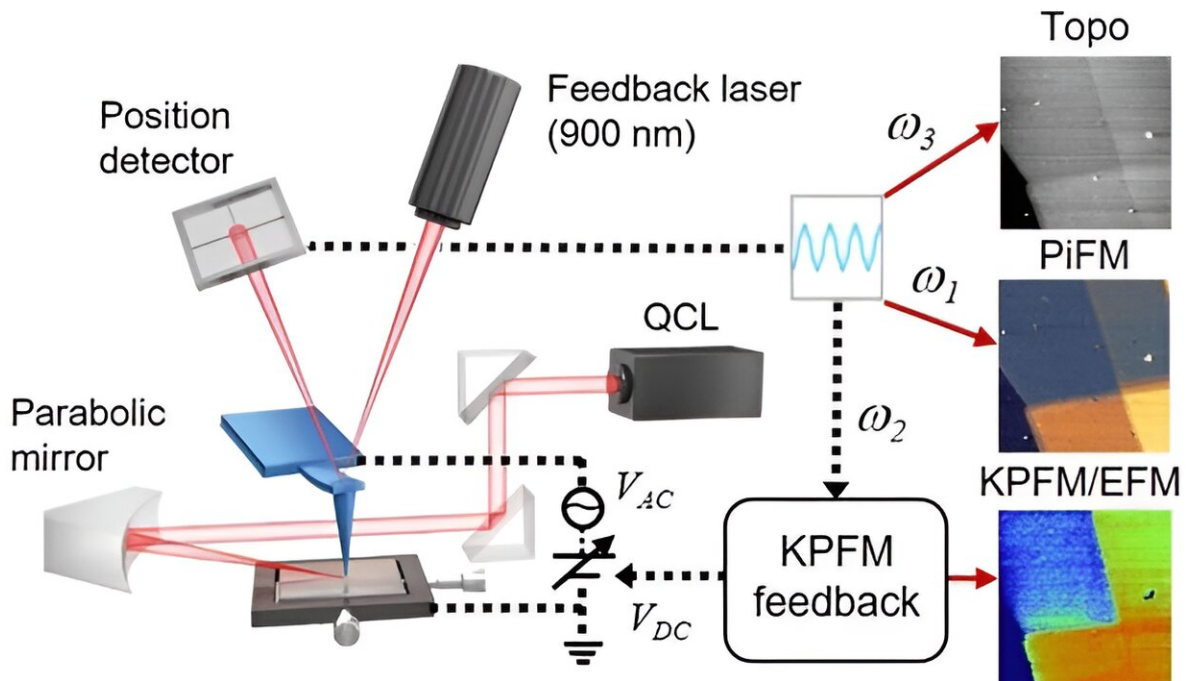 Topo
Feedback laser
(900 nm)
Position
detector
ω3
PiFM
ω1
QCL
Parabolic
mirror
ω2
KPFM/EFM
VAC
KPFM
feedback
VDC